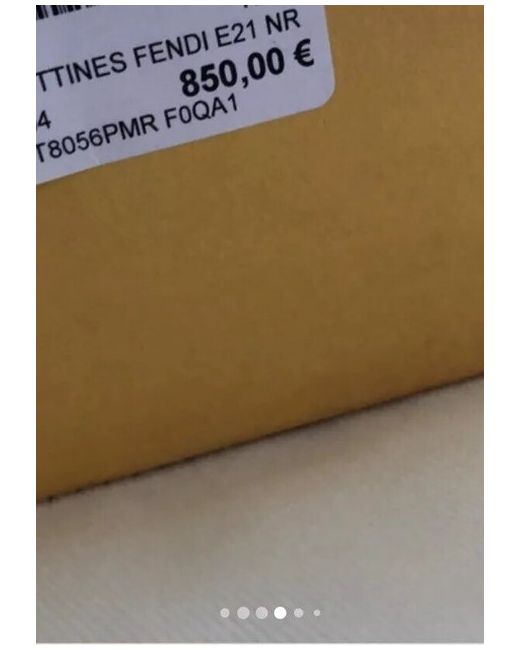 TTINES FENDI E21 NR
850,00 €
4
T8056PMR F0QA1